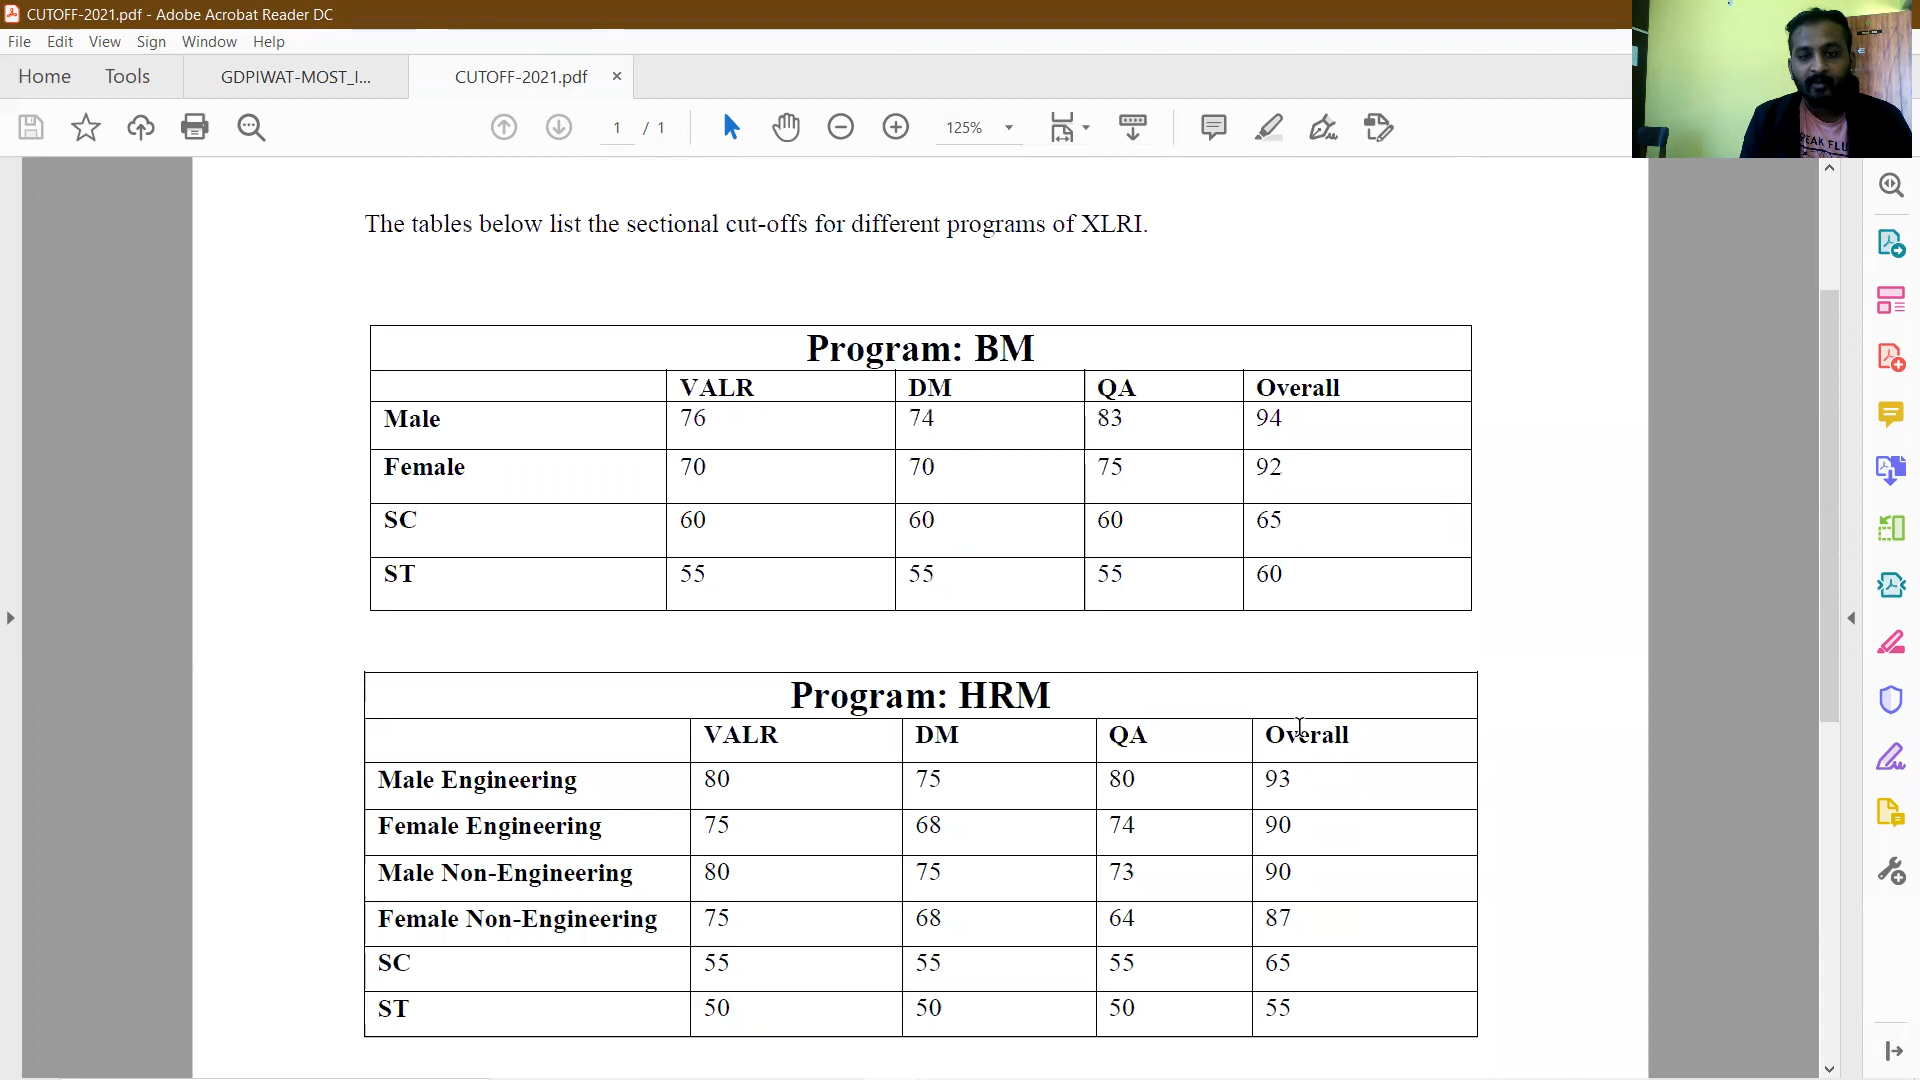 CUTOFF-2021.pdf - Adobe Acrobat Reader DC
File Edit View Sign Window Help
Home Tools GDPIWAT-MOST_I... CUTOFF-2021.pdf ×
1 / 1 125%
The tables below list the sectional cut-offs for different programs of XLRI.
Program: BM
VALR DM QA Overall
Male 76 74 83 94
Female 70 70 75 92
SC 60 60 60 65
ST 55 55 55 60
Program: HRM
VALR DM QA Overall
Male Engineering 80 75 80 93
Female Engineering 75 68 74 90
Male Non-Engineering 80 75 73 90
Female Non-Engineering 75 68 64 87
SC 55 55 55 65
ST 50 50 50 55